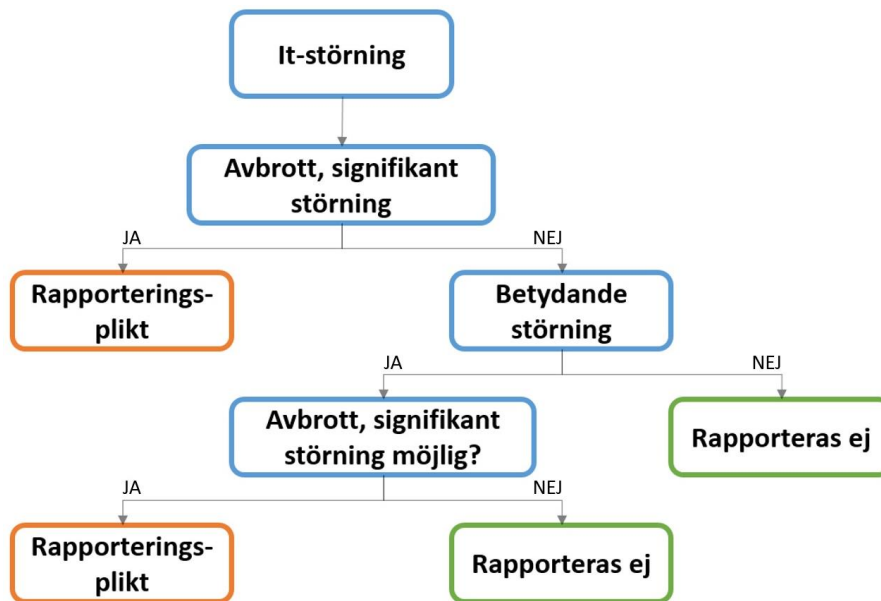 It-störning
Avbrott, signifikant
störning
JA
NEJ
Rapporterings-
plikt
Betydande
störning
JA
NEJ
Avbrott, signifikant
störning möjlig?
Rapporteras ej
JA
NEJ
Rapporterings-
plikt
Rapporteras ej